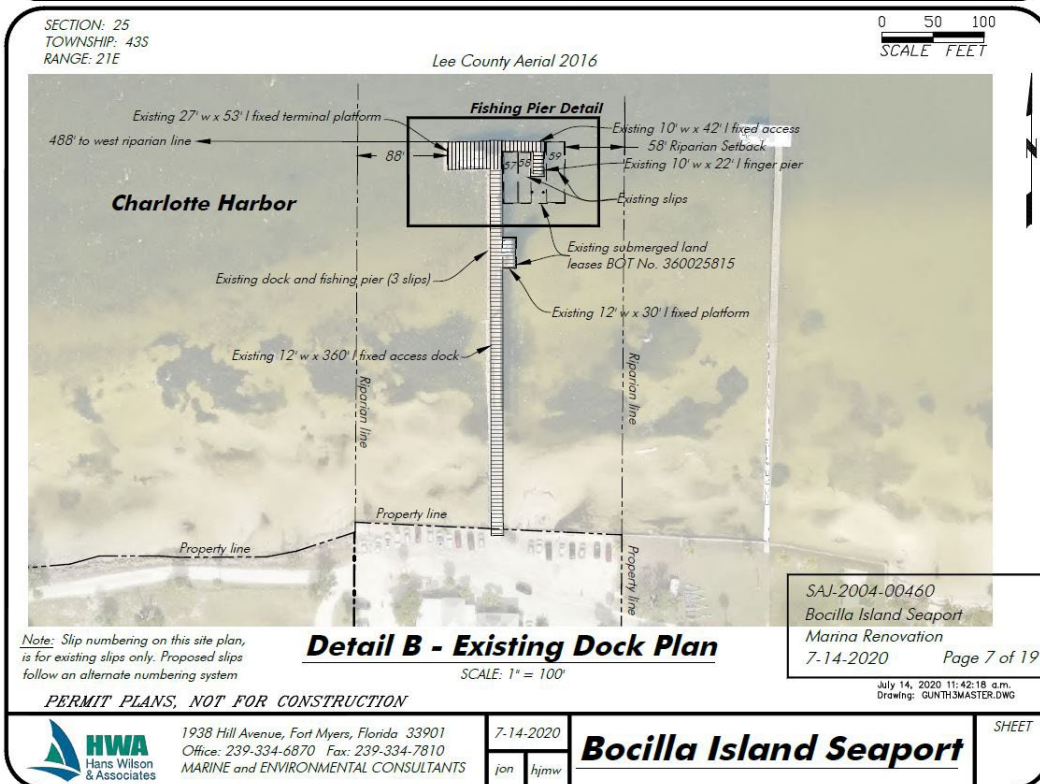 SECTION: 25
TOWNSHIP: 43S
RANGE: 21E
Lee County Aerial 2016
0 50 100
SCALE FEET
Fishing Pier Detail
Existing 27' w x 53' l fixed terminal platform
Existing 10' w x 42' l fixed access
488' to west riparian line
58' Riparian Setback
88'
Existing 10' w x 22' l finger pier
57 58 59
Charlotte Harbor
Existing slips
Existing submerged land
leases BOT No. 360025815
Existing dock and fishing pier (3 slips)
Existing 12' w x 30' l fixed platform
Existing 12' w x 360' l fixed access dock
Riparian line
Riparian line
N
Property line
Property line
Property line
SAJ-2004-00460
Bocilla Island Seaport
Marina Renovation
7-14-2020 Page 7 of 19
Note: Slip numbering on this site plan,
is for existing slips only. Proposed slips
follow an alternate numbering system
Detail B - Existing Dock Plan
SCALE: 1" = 100'
July 14, 2020 11:42:18 a.m.
Drawing: GUNTH3MASTER.DWG
PERMIT PLANS, NOT FOR CONSTRUCTION
HWA
Hans Wilson
& Associates
1938 Hill Avenue, Fort Myers, Florida 33901
Office: 239-334-6870 Fax: 239-334-7810
MARINE and ENVIRONMENTAL CONSULTANTS
7-14-2020
jon hjmw
Bocilla Island Seaport
SHEET